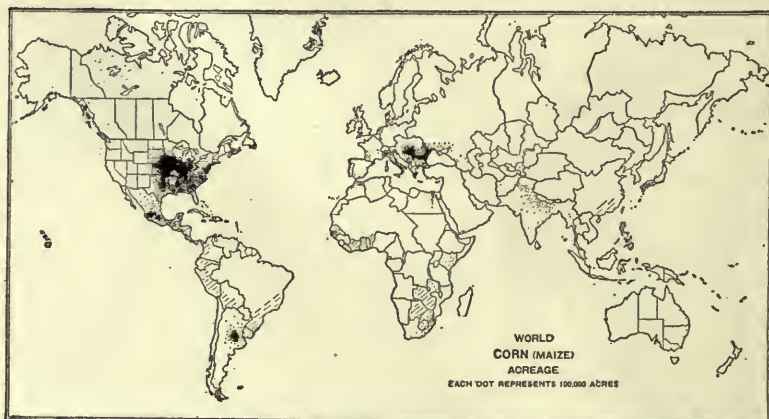 WORLD
CORN (MAIZE)
ACREAGE
EACH DOT REPRESENTS 100,000 ACRES